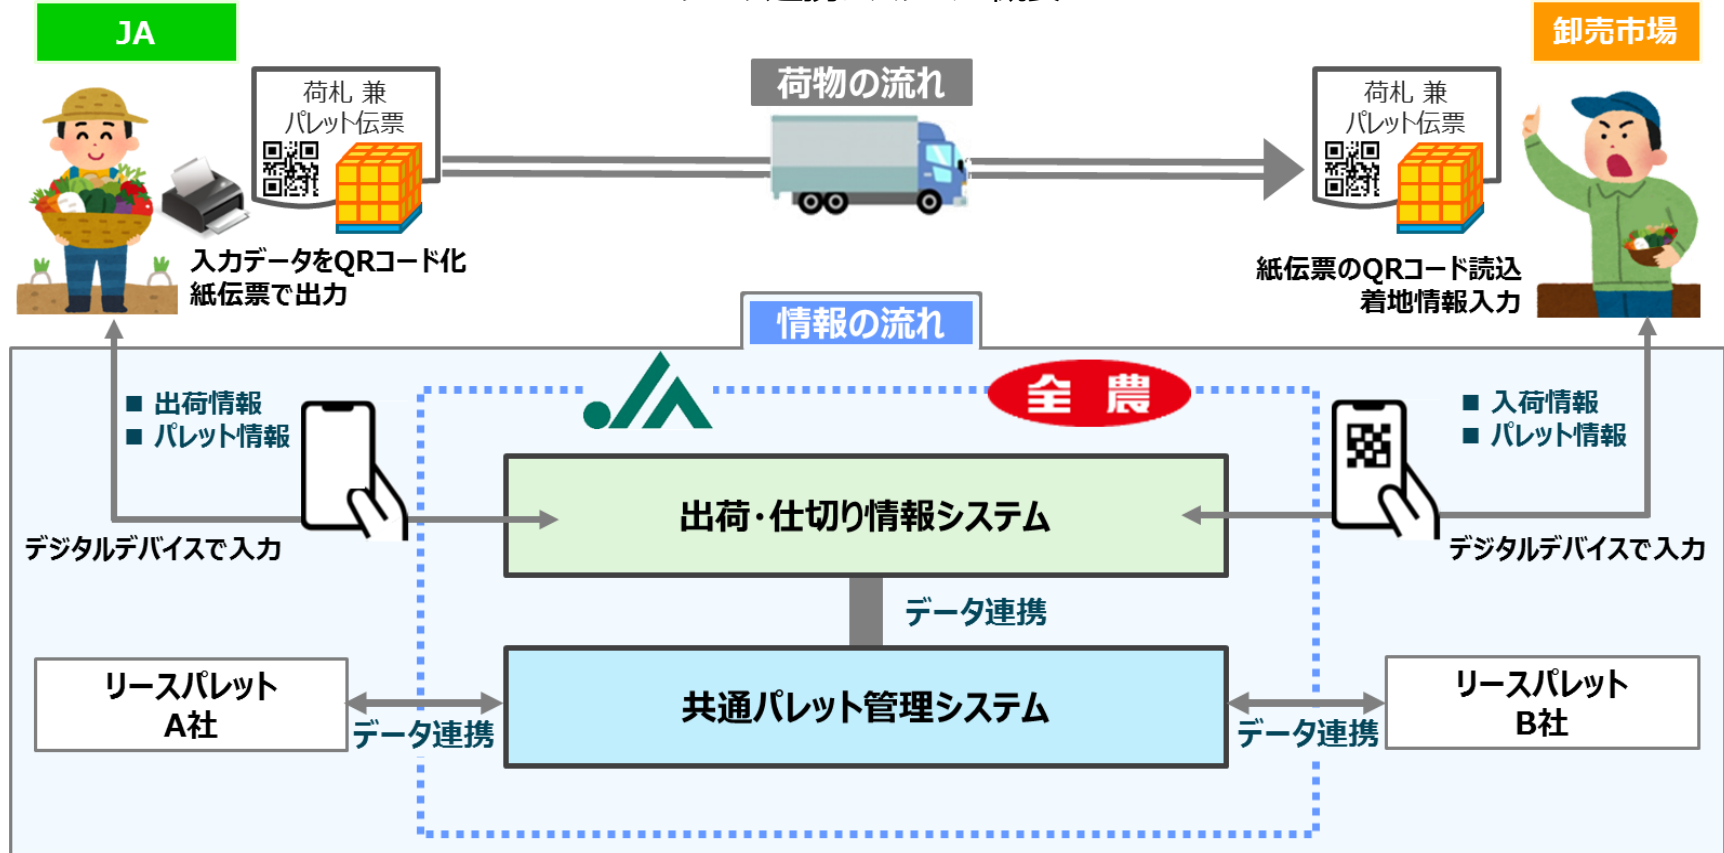 JA
卸売市場
荷札 兼
パレット伝票
荷物の流れ
荷札 兼
パレット伝票
入力データをQRコード化
紙伝票で出力
紙伝票のQRコード読込
着地情報入力
情報の流れ
■ 出荷情報
■ パレット情報
JA
全農
■ 入荷情報
■ パレット情報
出荷・仕切り情報システム
デジタルデバイスで入力
デジタルデバイスで入力
データ連携
リースパレット
A社
共通パレット管理システム
リースパレット
B社
データ連携
データ連携